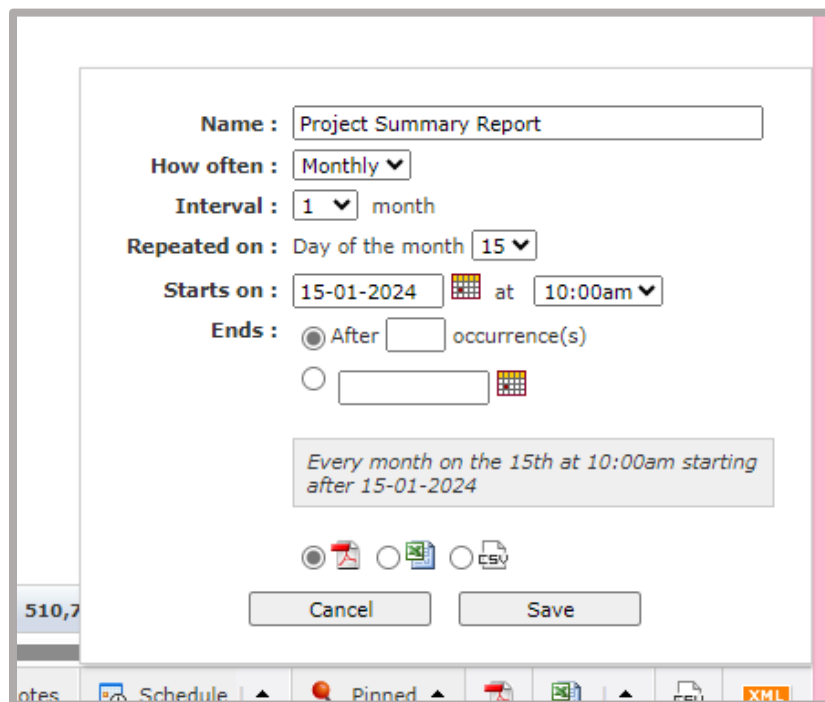 Name : Project Summary Report
How often : Monthly
Interval : 1 month
Repeated on : Day of the month 15
Starts on : 15-01-2024 at 10:00am
Ends : After occurrence(s)
Every month on the 15th at 10:00am starting
after 15-01-2024
CSV
Cancel Save
510,7
otes Schedule Pinned CSV XML